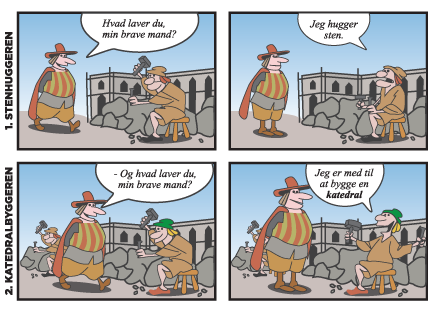 1. STENHUGGEREN
Hvad laver du,
min brave mand?
Jeg hugger
sten.
2. KATEDRALBYGGEREN
- Og hvad laver du,
min brave mand?
Jeg er med til
at bygge en
katedral